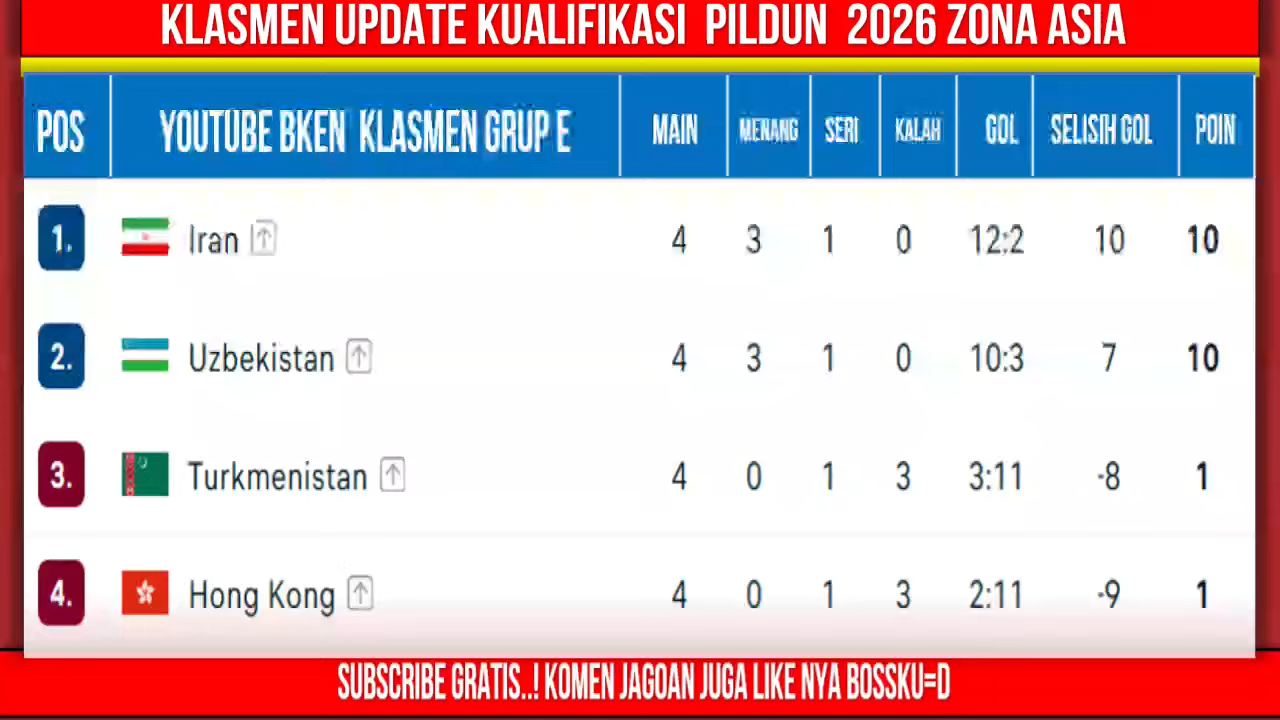 KLASMEN UPDATE KUALIFIKASI PILDUN 2026 ZONA ASIA
POS YOUTUBE BKEN KLASMEN GRUP E MAIN MENANG SERI KALAH GOL SELISIH GOL POIN
1. Iran 4 3 1 0 12:2 10 10
2. Uzbekistan 4 3 1 0 10:3 7 10
3. Turkmenistan 4 0 1 3 3:11 -8 1
4. Hong Kong 4 0 1 3 2:11 -9 1
SUBSCRIBE GRATIS..! KOMEN JAGOAN JUGA LIKE NYA BOSSKU=D